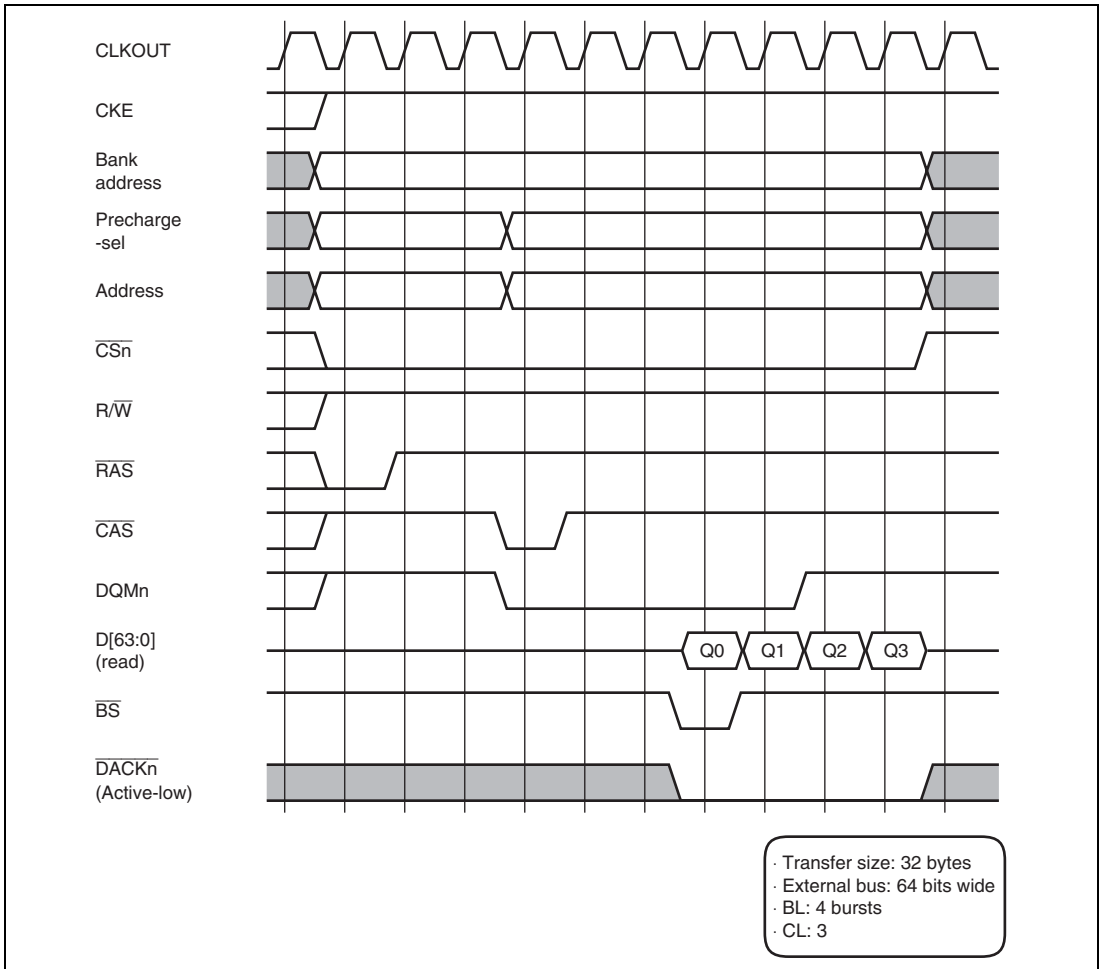 CLKOUT
CKE
Bank
address
Precharge
-sel
Address
CSn
R/W
RAS
CAS
DQMn
D[63:0]
(read)
Q0 Q1 Q2 Q3
BS
DACKn
(Active-low)
· Transfer size: 32 bytes
· External bus: 64 bits wide
· BL: 4 bursts
· CL: 3